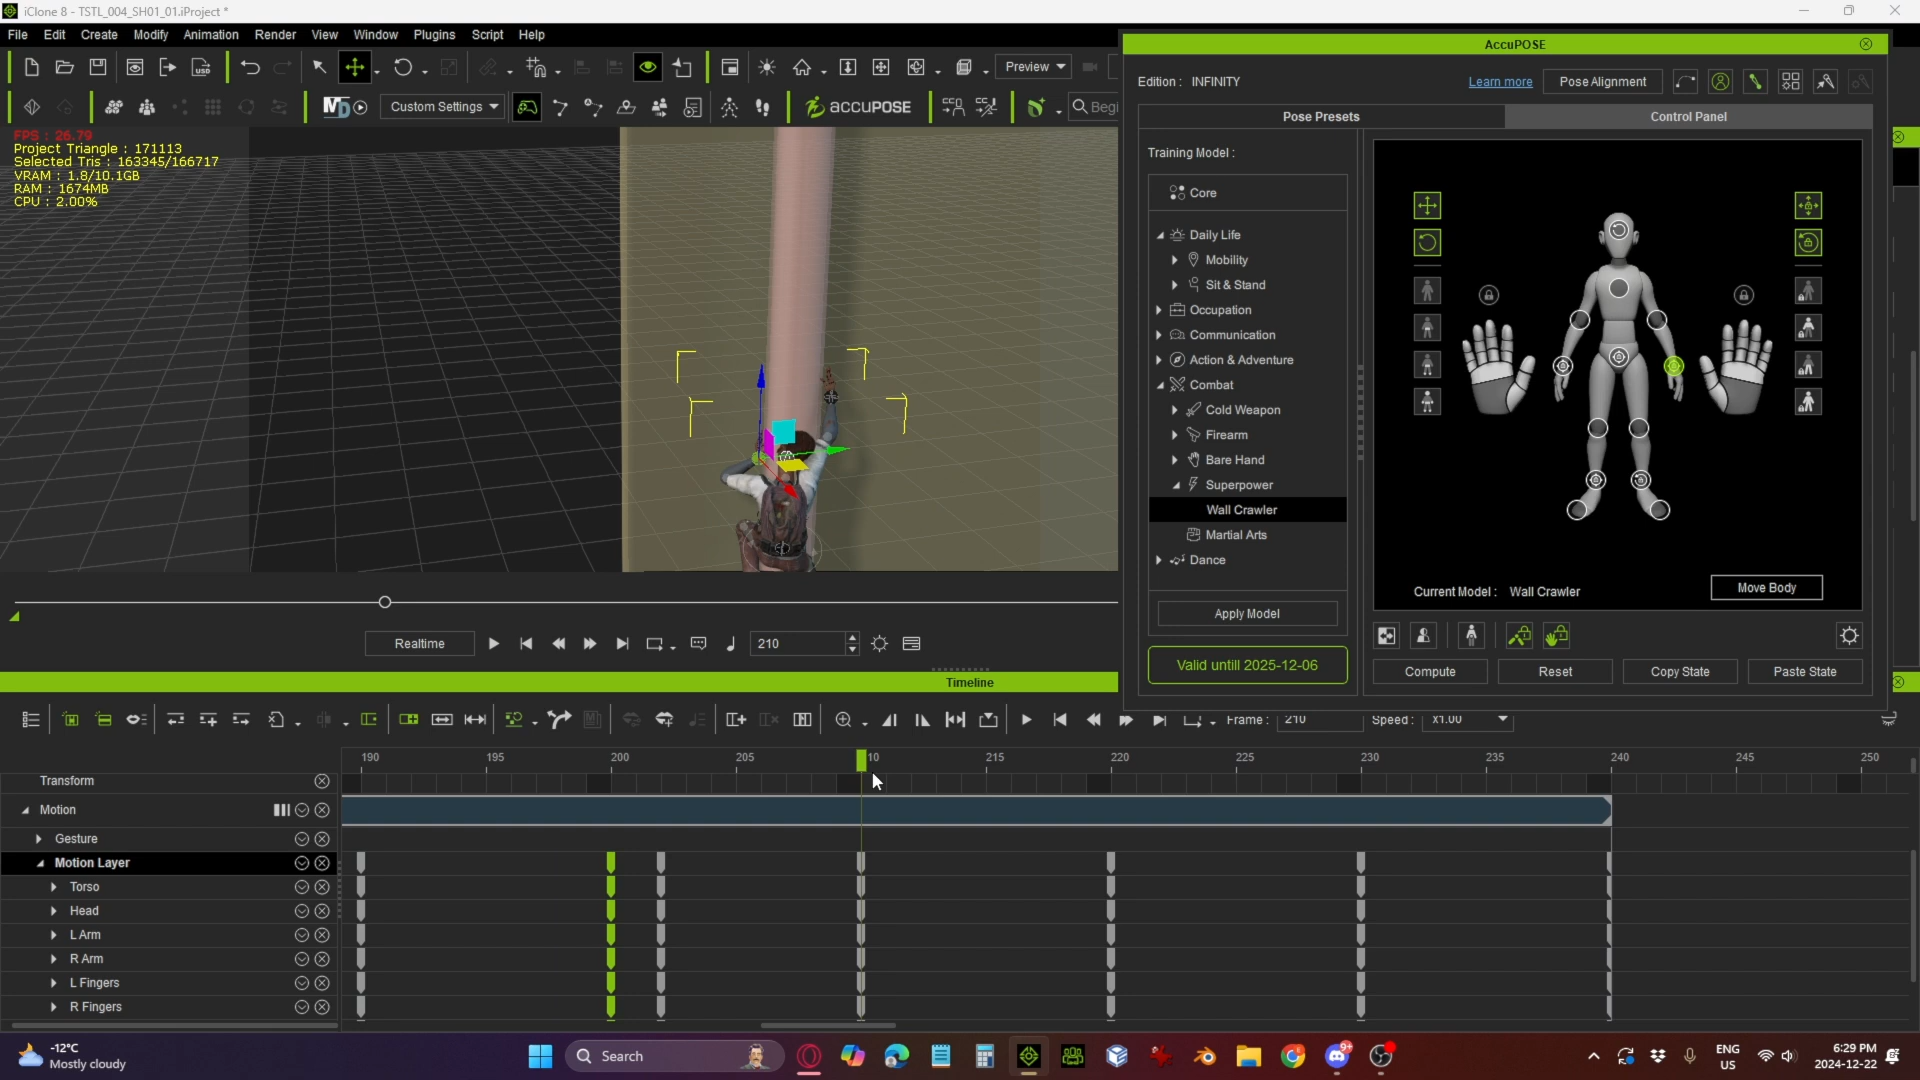 iClone 8 - TSTL_004_SH01_01.iProject *
File Edit Create Modify Animation Render View Window Plugins Script Help
Preview
Custom Settings
ACCUPOSE
Begi
FPS : 26.79
Project Triangle : 171113
Selected Tris : 163345/166717
VRAM : 1.8/10.1GB
RAM : 1674MB
CPU : 2.00%
AccuPOSE
Edition : INFINITY
Learn more
Pose Alignment
Pose Presets
Control Panel
Training Model :
Core
Daily Life
Mobility
Sit & Stand
Occupation
Communication
Action & Adventure
Combat
Cold Weapon
Firearm
Bare Hand
Superpower
Wall Crawler
Martial Arts
Dance
Apply Model
Valid untill 2025-12-06
Current Model : Wall Crawler
Move Body
Compute
Reset
Copy State
Paste State
Realtime
210
Timeline
Frame : 210
Speed : x1.00
190 195 200 205 10 215 220 225 230 235 240 245 250
Transform
Motion
Gesture
Motion Layer
Torso
Head
L Arm
R Arm
L Fingers
R Fingers
-12°C
Mostly cloudy
Search
9+
ENG
US
6:29 PM
2024-12-22